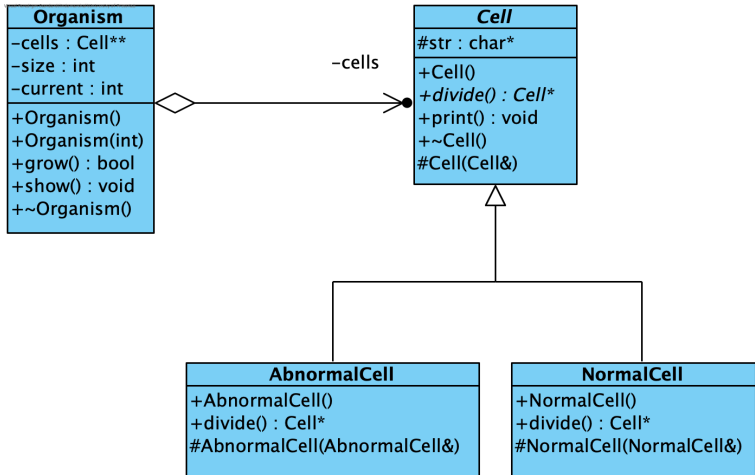 Organism
-cells : Cell**
-size : int
-current : int
+Organism()
+Organism(int)
+grow() : bool
+show() : void
+~Organism()
-cells
Cell
#str : char*
+Cell()
+divide() : Cell*
+print() : void
+~Cell()
#Cell(Cell&)
AbnormalCell
+AbnormalCell()
+divide() : Cell*
#AbnormalCell(AbnormalCell&)
NormalCell
+NormalCell()
+divide() : Cell*
#NormalCell(NormalCell&)